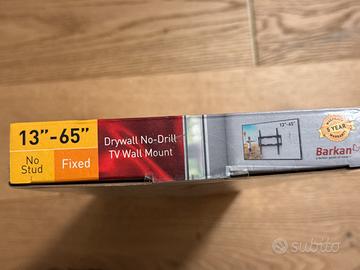 13”-65”
No
Stud
Fixed
Drywall No-Drill
TV Wall Mount
13”-65”
5 YEAR
Barkan
subito